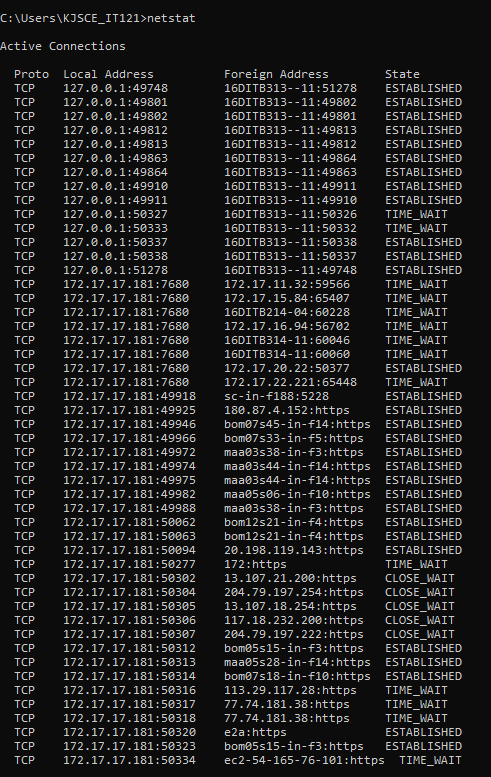 C:\Users\KJSCE_IT121>netstat
Active Connections
Proto Local Address Foreign Address State
TCP 127.0.0.1:49748 16DITB313--11:51278 ESTABLISHED
TCP 127.0.0.1:49801 16DITB313--11:49802 ESTABLISHED
TCP 127.0.0.1:49802 16DITB313--11:49801 ESTABLISHED
TCP 127.0.0.1:49812 16DITB313--11:49813 ESTABLISHED
TCP 127.0.0.1:49813 16DITB313--11:49812 ESTABLISHED
TCP 127.0.0.1:49863 16DITB313--11:49864 ESTABLISHED
TCP 127.0.0.1:49864 16DITB313--11:49863 ESTABLISHED
TCP 127.0.0.1:49910 16DITB313--11:49911 ESTABLISHED
TCP 127.0.0.1:49911 16DITB313--11:49910 ESTABLISHED
TCP 127.0.0.1:50327 16DITB313--11:50326 TIME_WAIT
TCP 127.0.0.1:50333 16DITB313--11:50332 TIME_WAIT
TCP 127.0.0.1:50337 16DITB313--11:50338 ESTABLISHED
TCP 127.0.0.1:50338 16DITB313--11:50337 ESTABLISHED
TCP 127.0.0.1:51278 16DITB313--11:49748 ESTABLISHED
TCP 172.17.17.181:7680 172.17.11.32:59566 TIME_WAIT
TCP 172.17.17.181:7680 172.17.15.84:65407 TIME_WAIT
TCP 172.17.17.181:7680 16DITB214-04:60228 TIME_WAIT
TCP 172.17.17.181:7680 172.17.16.94:56702 TIME_WAIT
TCP 172.17.17.181:7680 16DITB314-11:60046 TIME_WAIT
TCP 172.17.17.181:7680 16DITB314-11:60060 TIME_WAIT
TCP 172.17.17.181:7680 172.17.20.22:50377 ESTABLISHED
TCP 172.17.17.181:7680 172.17.22.221:65448 TIME_WAIT
TCP 172.17.17.181:49918 sc-in-f188:5228 ESTABLISHED
TCP 172.17.17.181:49925 180.87.4.152:https ESTABLISHED
TCP 172.17.17.181:49946 bom07s45-in-f14:https ESTABLISHED
TCP 172.17.17.181:49966 bom07s33-in-f5:https ESTABLISHED
TCP 172.17.17.181:49972 maa03s38-in-f3:https ESTABLISHED
TCP 172.17.17.181:49974 maa03s44-in-f14:https ESTABLISHED
TCP 172.17.17.181:49975 maa03s44-in-f14:https ESTABLISHED
TCP 172.17.17.181:49982 maa05s06-in-f10:https ESTABLISHED
TCP 172.17.17.181:49988 maa03s38-in-f3:https ESTABLISHED
TCP 172.17.17.181:50062 bom12s21-in-f4:https ESTABLISHED
TCP 172.17.17.181:50063 bom12s21-in-f4:https ESTABLISHED
TCP 172.17.17.181:50094 20.198.119.143:https ESTABLISHED
TCP 172.17.17.181:50277 172:https TIME_WAIT
TCP 172.17.17.181:50302 13.107.21.200:https CLOSE_WAIT
TCP 172.17.17.181:50304 204.79.197.254:https CLOSE_WAIT
TCP 172.17.17.181:50305 13.107.18.254:https CLOSE_WAIT
TCP 172.17.17.181:50306 117.18.232.200:https CLOSE_WAIT
TCP 172.17.17.181:50307 204.79.197.222:https CLOSE_WAIT
TCP 172.17.17.181:50312 bom05s15-in-f3:https ESTABLISHED
TCP 172.17.17.181:50313 maa05s28-in-f14:https ESTABLISHED
TCP 172.17.17.181:50314 bom07s18-in-f10:https ESTABLISHED
TCP 172.17.17.181:50316 113.29.117.28:https TIME_WAIT
TCP 172.17.17.181:50317 77.74.181.38:https TIME_WAIT
TCP 172.17.17.181:50318 77.74.181.38:https TIME_WAIT
TCP 172.17.17.181:50320 e2a:https ESTABLISHED
TCP 172.17.17.181:50323 bom05s15-in-f3:https ESTABLISHED
TCP 172.17.17.181:50334 ec2-54-165-76-101:https TIME_WAIT